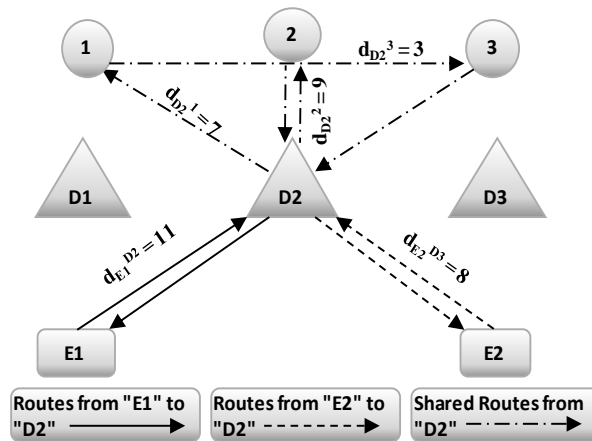 1
2
3
d_D2^3 = 3
d_D2^1 = 7
d_D2^2 = 9
D1
D2
D3
d_E1^D2 = 11
d_E2^D3 = 8
E1
E2
Routes from "E1" to
"D2"
Routes from "E2" to
"D2"
Shared Routes from
"D2"